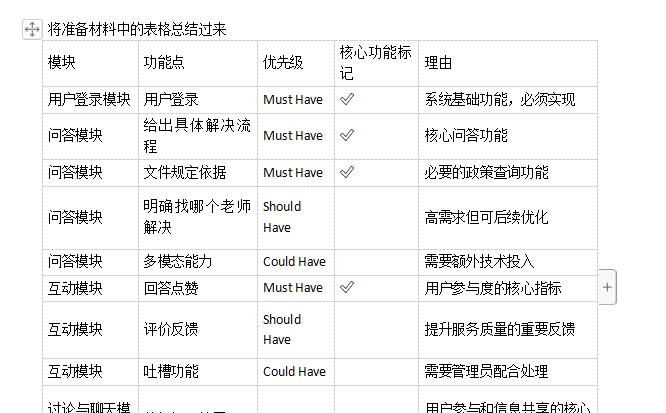 将准备材料中的表格总结过来
模块 功能点 优先级 核心功能标记 理由
用户登录模块 用户登录 Must Have ✓ 系统基础功能，必须实现
问答模块 给出具体解决流程 Must Have ✓ 核心问答功能
问答模块 文件规定依据 Must Have ✓ 必要的政策查询功能
问答模块 明确找哪个老师解决 Should Have 高需求但可后续优化
问答模块 多模态能力 Could Have 需要额外技术投入
互动模块 回答点赞 Must Have ✓ 用户参与度的核心指标
互动模块 评价反馈 Should Have 提升服务质量的重要反馈
互动模块 吐槽功能 Could Have 需要管理员配合处理
讨论与聊天模 用户参与和信息共享的核心